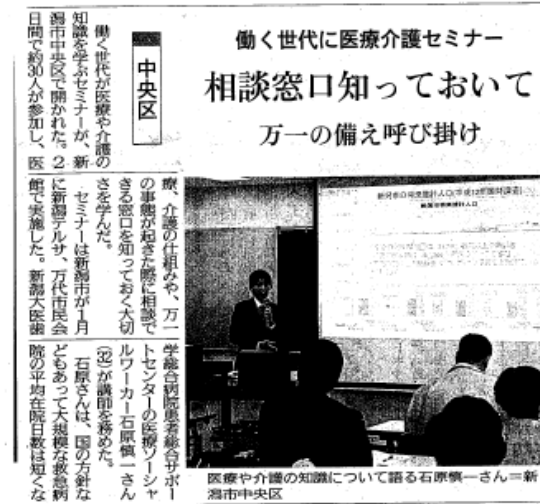 働く世代に医療介護セミナー
相談窓口知っておいて
万一の備え呼び掛け
中央区
働く世代が医療や介護の
知識を学ぶセミナーが、新
潟市中央区で開かれた。2
日間で約30人が参加し、医
療、介護の仕組みや、万一
の事態が起きた際に相談で
きる窓口を知っておく大切
さを学んだ。
セミナーは新潟市が1月
に新潟テルサ、万代市民会
館で実施した。新潟大医歯
学総合病院患者総合サポー
トセンターの医療ソーシャ
ルワーカー石原慎一さん
(32)が講師を務めた。
石原さんは、国の方針な
どもあって大規模な救急病
院の平均在院日数は短くな
医療や介護の知識について語る石原慎一さん＝新
潟市中央区